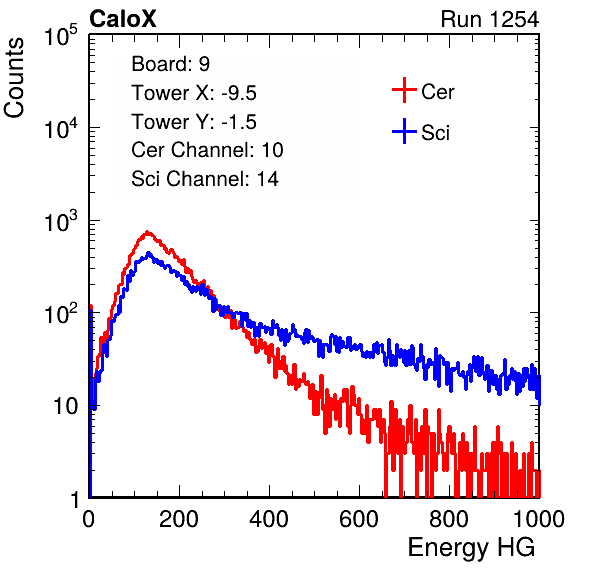 CaloX Run 1254
Counts
10^5
10^4
10^3
10^2
10
1
Board: 9
Tower X: -9.5
Tower Y: -1.5
Cer Channel: 10
Sci Channel: 14
Cer
Sci
0 200 400 600 800 1000
Energy HG